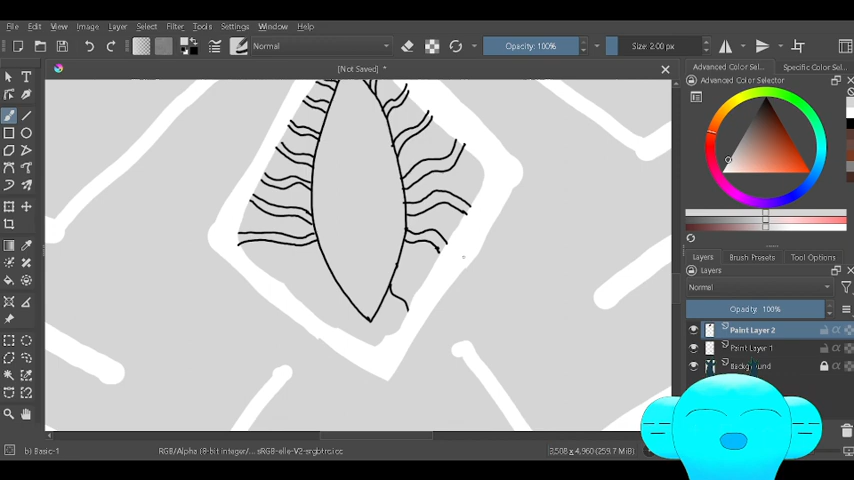 File Edit View Image Layer Select Filter Tools Settings Window Help
Normal Opacity: 100% Size: 2.00 px
[Not Saved] *
Advanced Color Sel... Specific Color Sel...
Advanced Color Selector
Layers Brush Presets Tool Options
Layers
Normal
Opacity: 100%
Paint Layer 2
Paint Layer 1
Background
b) Basic-1 RGB/Alpha (8-bit integer/... sRGB-elle-V2-srgbtrc.icc 3,508 x 4,960 (259.7 MiB)